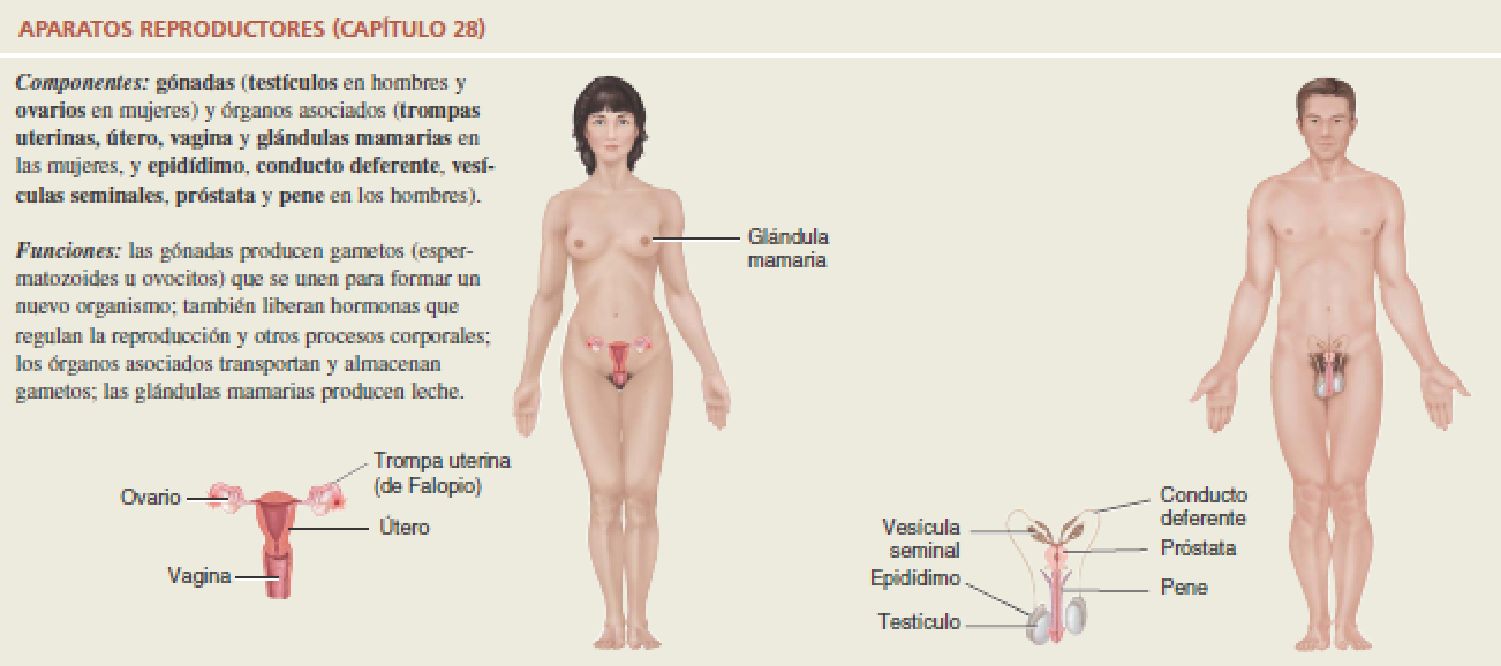 APARATOS REPRODUCTORES (CAPÍTULO 28)
Componentes: gónadas (testículos en hombres y
ovarios en mujeres) y órganos asociados (trompas
uterinas, útero, vagina y glándulas mamarias en
las mujeres, y epidídimo, conducto deferente, vesí-
culas seminales, próstata y pene en los hombres).
Funciones: las gónadas producen gametos (esper-
matozoides u ovocitos) que se unen para formar un
nuevo organismo; también liberan hormonas que
regulan la reproducción y otros procesos corporales;
los órganos asociados transportan y almacenan
gametos; las glándulas mamarias producen leche.
Glándula
mamaria
Trompa uterina
(de Falopio)
Ovario
Útero
Vagina
Conducto
deferente
Vesícula
seminal
Próstata
Epidídimo
Pene
Testículo